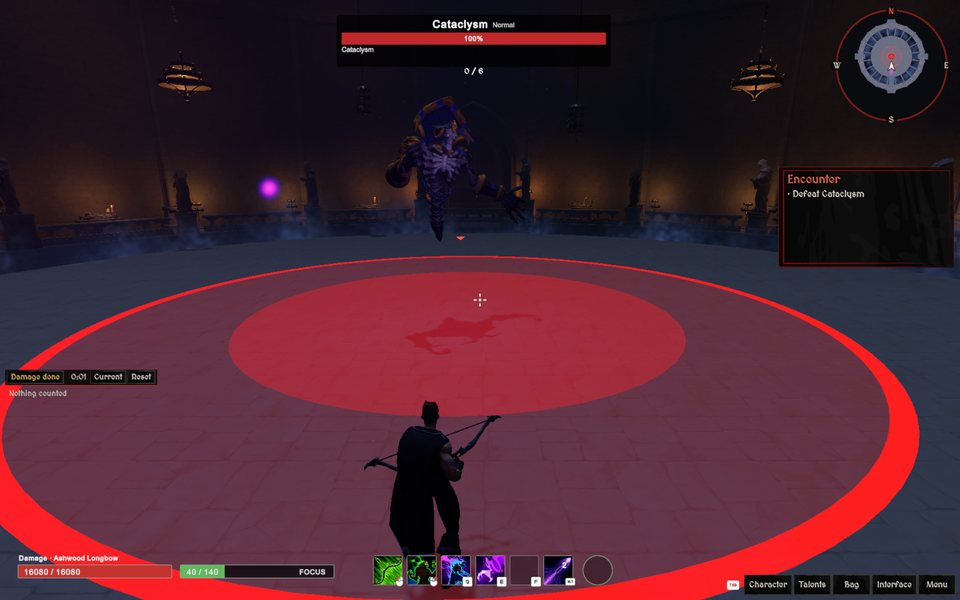 Cataclysm Normal
100%
Cataclysm
0 / 6
N
W E
S
Encounter
· Defeat Cataclysm
Damage done 0:01 Current Reset
Nothing counted
Damage - Ashwood Longbow
16080 / 16080 40 / 140 FOCUS
Q E F
Character Talents Bag Interface Menu